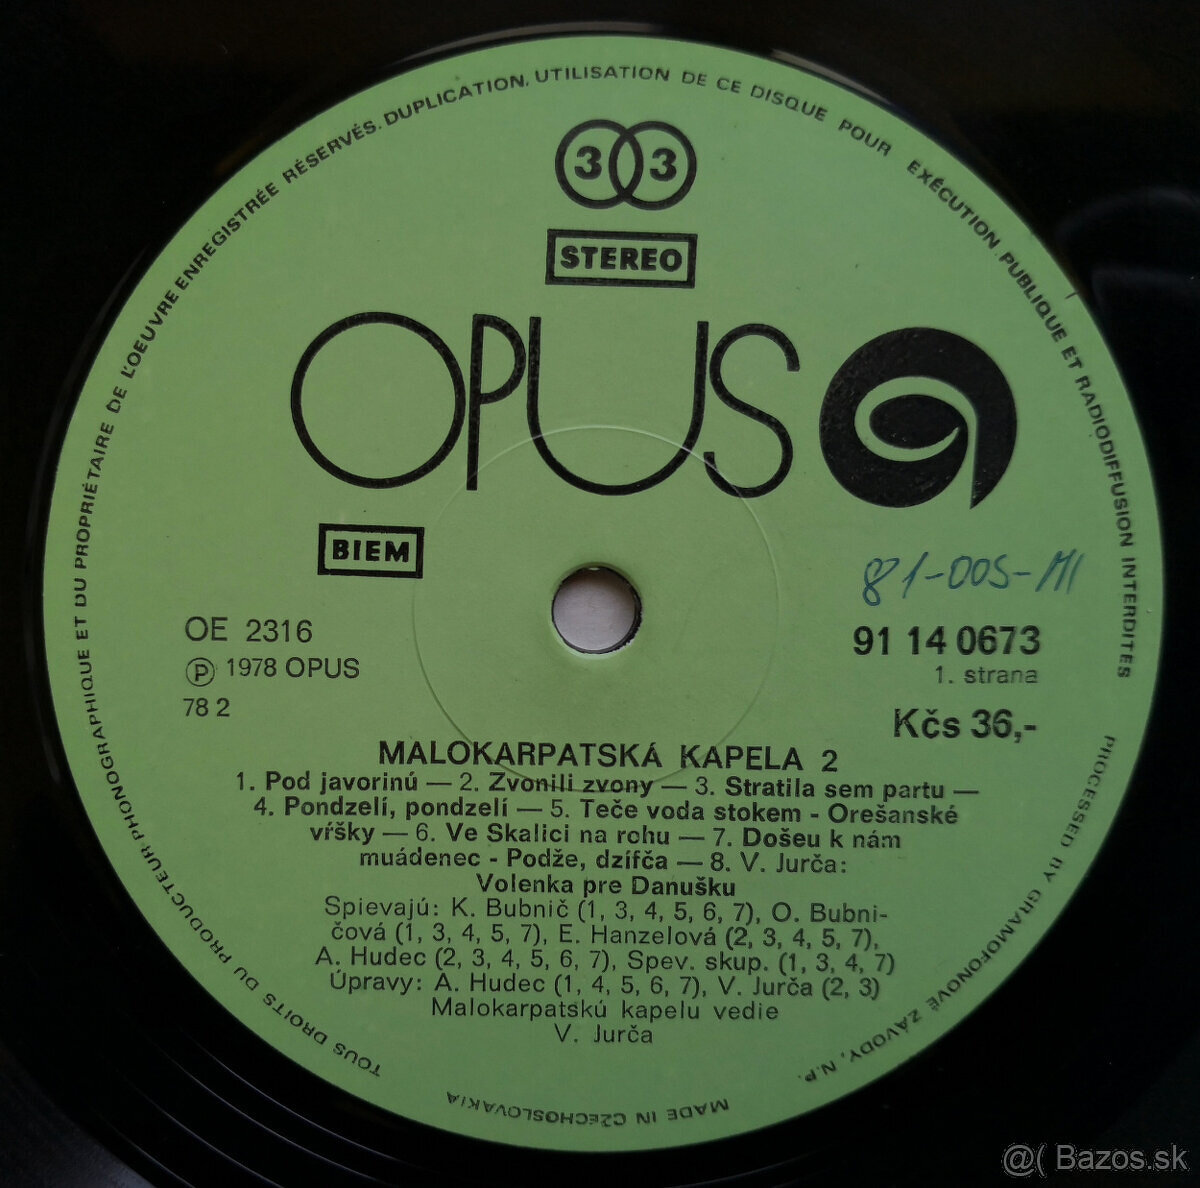 TOUS DROITS DU PRODUCTEUR-PHONOGRAPHIQUE ET DU PROPRIÉTAIRE DE L'OEUVRE ENREGISTRÉE RÉSERVÉS. DUPLICATION, UTILISATION DE CE DISQUE POUR EXÉCUTION PUBLIQUE ET RADIODIFFUSION INTERDITES
33
STEREO
OPUS
BIEM
81-005-MI
OE 2316
91 14 0673
Ⓟ 1978 OPUS
1. strana
78 2
Kčs 36,-
MALOKARPATSKÁ KAPELA 2
1. Pod javorinú — 2. Zvonili zvony — 3. Stratila sem partu —
4. Pondzelí, pondzelí — 5. Teče voda stokem - Orešanské
vŕšky — 6. Ve Skalici na rohu — 7. Došeu k nám
muádenec - Podže, dzífča — 8. V. Jurča:
Volenka pre Danušku
Spievajú: K. Bubnič (1, 3, 4, 5, 6, 7), O. Bubni-
čová (1, 3, 4, 5, 7), E. Hanzelová (2, 3, 4, 5, 7),
A. Hudec (2, 3, 4, 5, 6, 7), Spev. skup. (1, 3, 4, 7)
Úpravy: A. Hudec (1, 4, 5, 6, 7), V. Jurča (2, 3)
Malokarpatskú kapelu vedie
V. Jurča
PROCESSED BY GRAMOFONOVÉ ZÁVODY, N.P.
MADE IN CZECHOSLOVAKIA
@( Bazos.sk